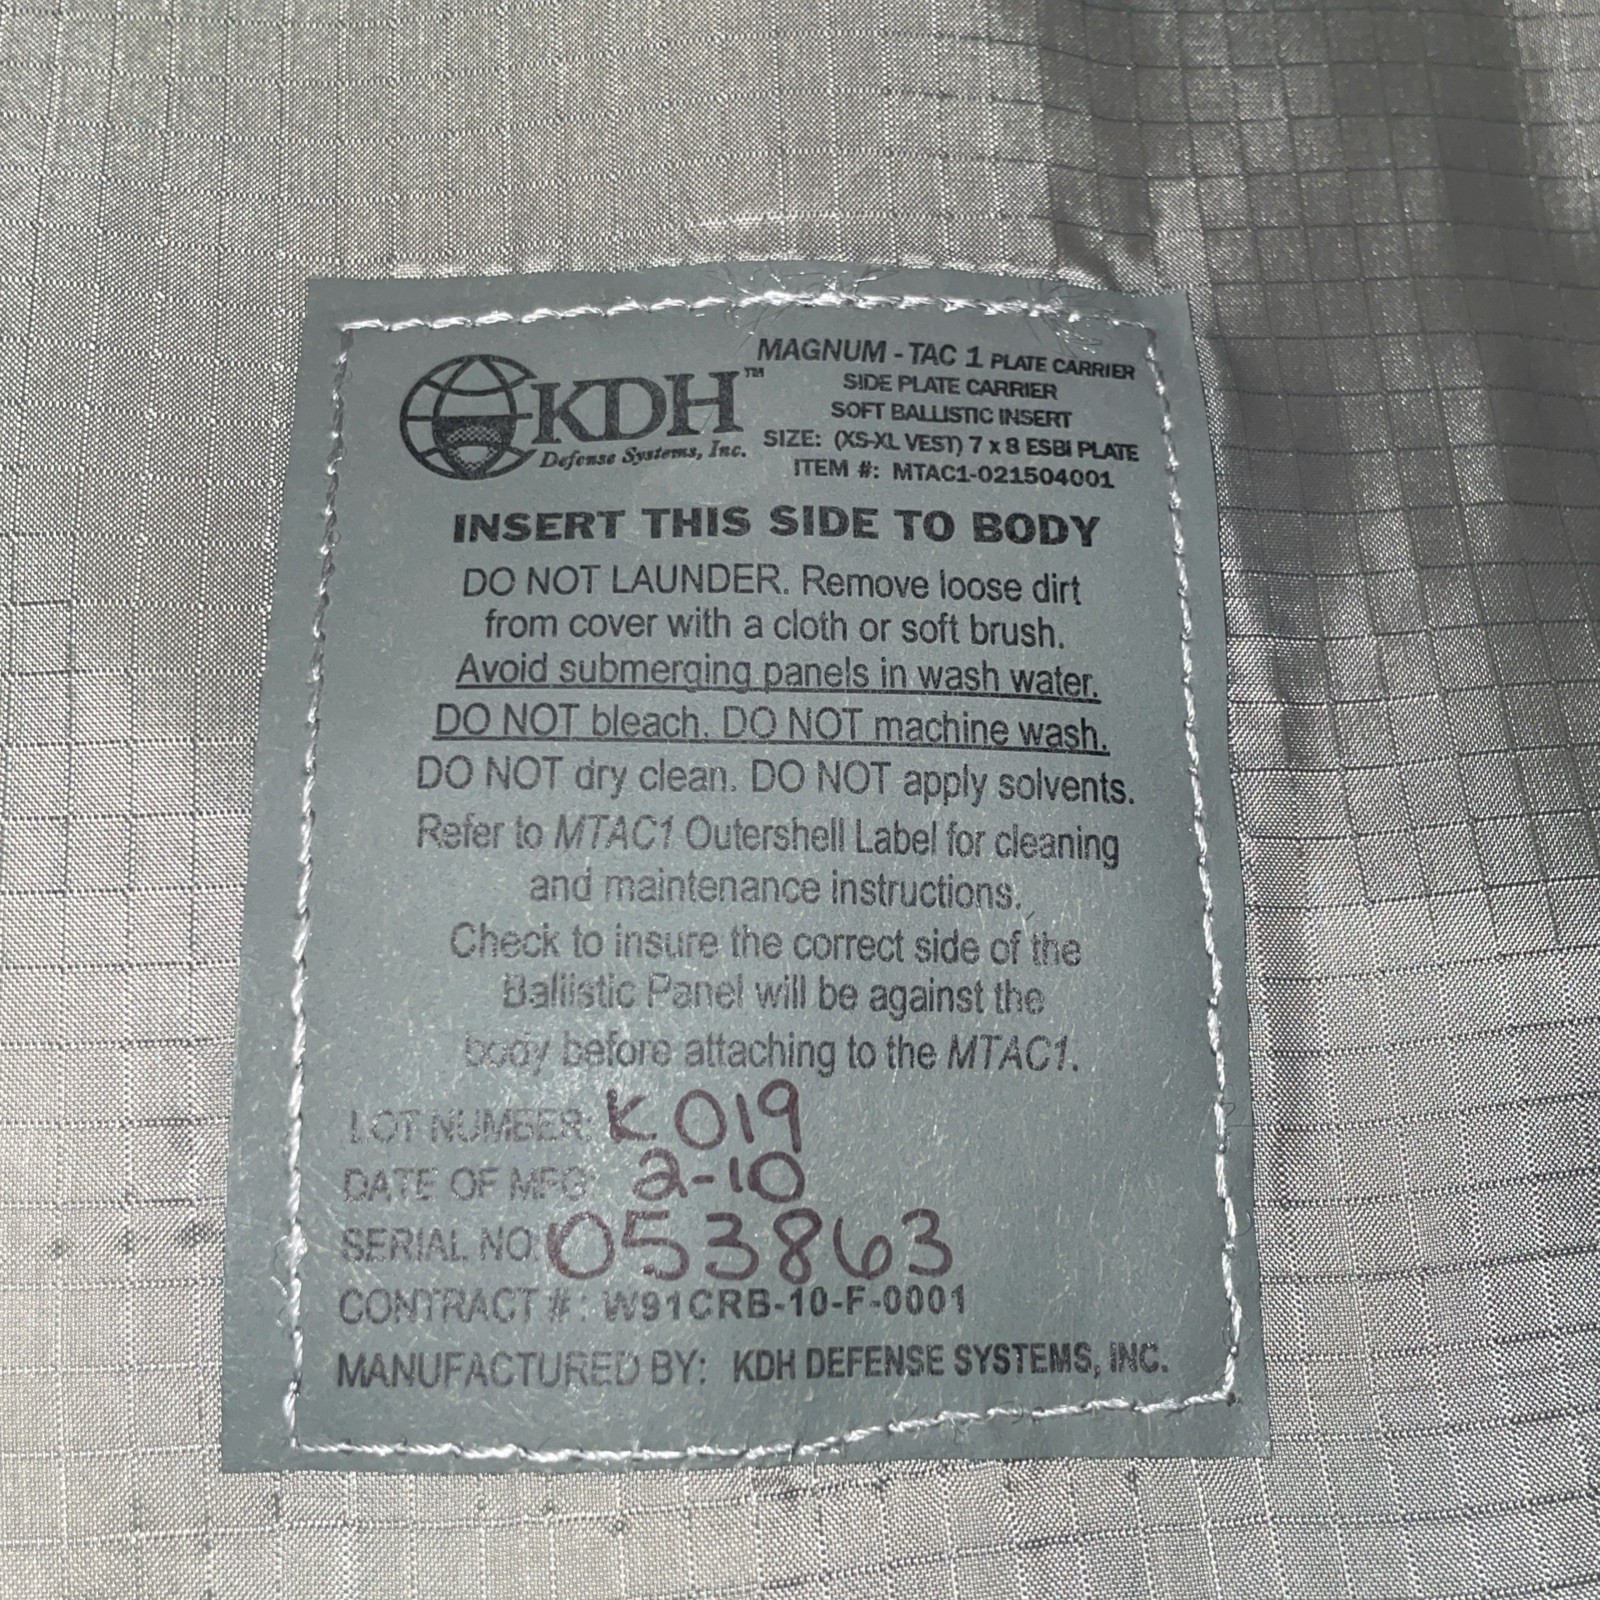 KDH™
Defense Systems, Inc.
MAGNUM - TAC 1 PLATE CARRIER
SIDE PLATE CARRIER
SOFT BALLISTIC INSERT
SIZE: (XS-XL VEST) 7 x 8 ESBI PLATE
ITEM #: MTAC1-021504001
INSERT THIS SIDE TO BODY
DO NOT LAUNDER. Remove loose dirt
from cover with a cloth or soft brush.
Avoid submerging panels in wash water.
DO NOT bleach. DO NOT machine wash.
DO NOT dry clean. DO NOT apply solvents.
Refer to MTAC1 Outershell Label for cleaning
and maintenance instructions.
Check to insure the correct side of the
Ballistic Panel will be against the
body before attaching to the MTAC1.
LOT NUMBER: K019
DATE OF MFG: 2-10
SERIAL NO: 053863
CONTRACT #: W91CRB-10-F-0001
MANUFACTURED BY: KDH DEFENSE SYSTEMS, INC.